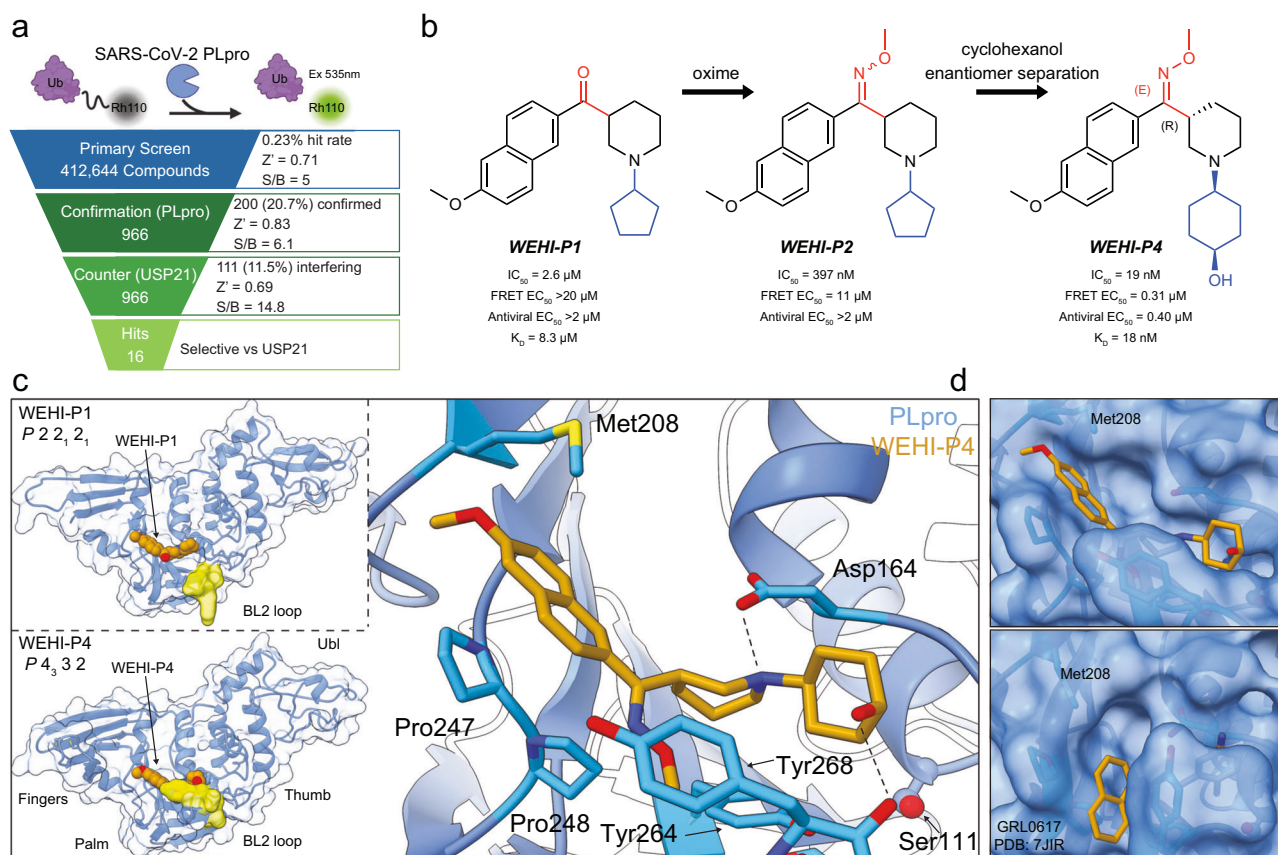 a
SARS-CoV-2 PLpro
Ub
Rh110
Ub
Ex 535nm
Rh110
Primary Screen
412,644 Compounds
0.23% hit rate
Z' = 0.71
S/B = 5
Confirmation (PLpro)
966
200 (20.7%) confirmed
Z' = 0.83
S/B = 6.1
Counter (USP21)
966
111 (11.5%) interfering
Z' = 0.69
S/B = 14.8
Hits
16
Selective vs USP21
b
O
N
O
WEHI-P1
IC50 = 2.6 µM
FRET EC50 >20 µM
Antiviral EC50 >2 µM
KD = 8.3 µM
oxime
N
O
N
O
WEHI-P2
IC50 = 397 nM
FRET EC50 = 11 µM
Antiviral EC50 >2 µM
cyclohexanol
enantiomer separation
N
O
(E)
(R)
N
O
OH
WEHI-P4
IC50 = 19 nM
FRET EC50 = 0.31 µM
Antiviral EC50 = 0.40 µM
KD = 18 nM
c
WEHI-P1
P 2 21 21
WEHI-P1
BL2 loop
WEHI-P4
P 43 3 2
WEHI-P4
Ubl
Fingers
Thumb
Palm
BL2 loop
Met208
PLpro
WEHI-P4
Asp164
Pro247
Tyr268
Pro248
Tyr264
Ser111
d
Met208
Met208
GRL0617
PDB: 7JIR